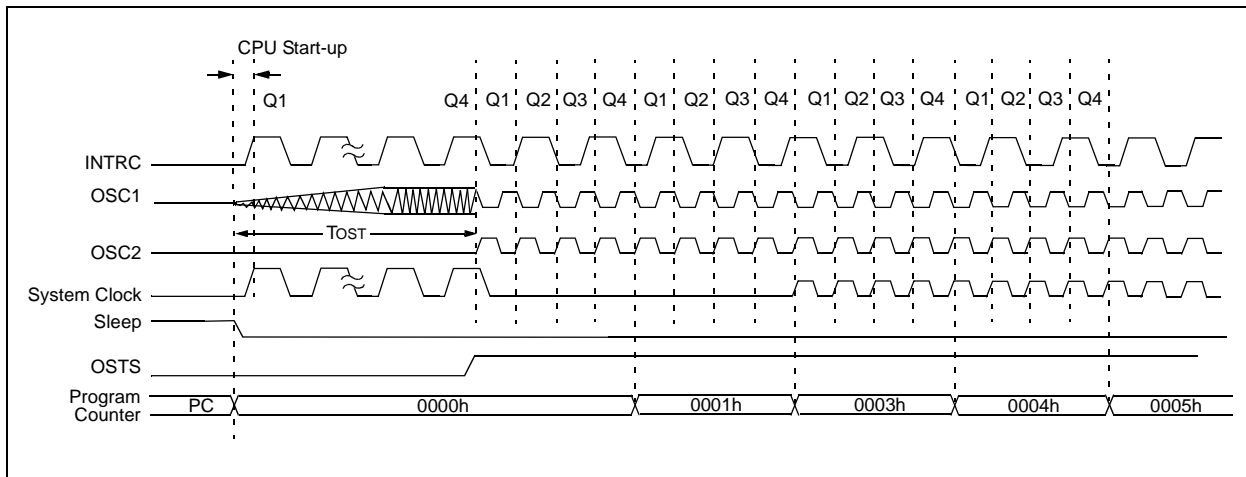 CPU Start-up
Q1 Q4 Q1 Q2 Q3 Q4 Q1 Q2 Q3 Q4 Q1 Q2 Q3 Q4 Q1 Q2 Q3 Q4
INTRC
OSC1
TOST
OSC2
System Clock
Sleep
OSTS
Program
Counter
PC 0000h 0001h 0003h 0004h 0005h